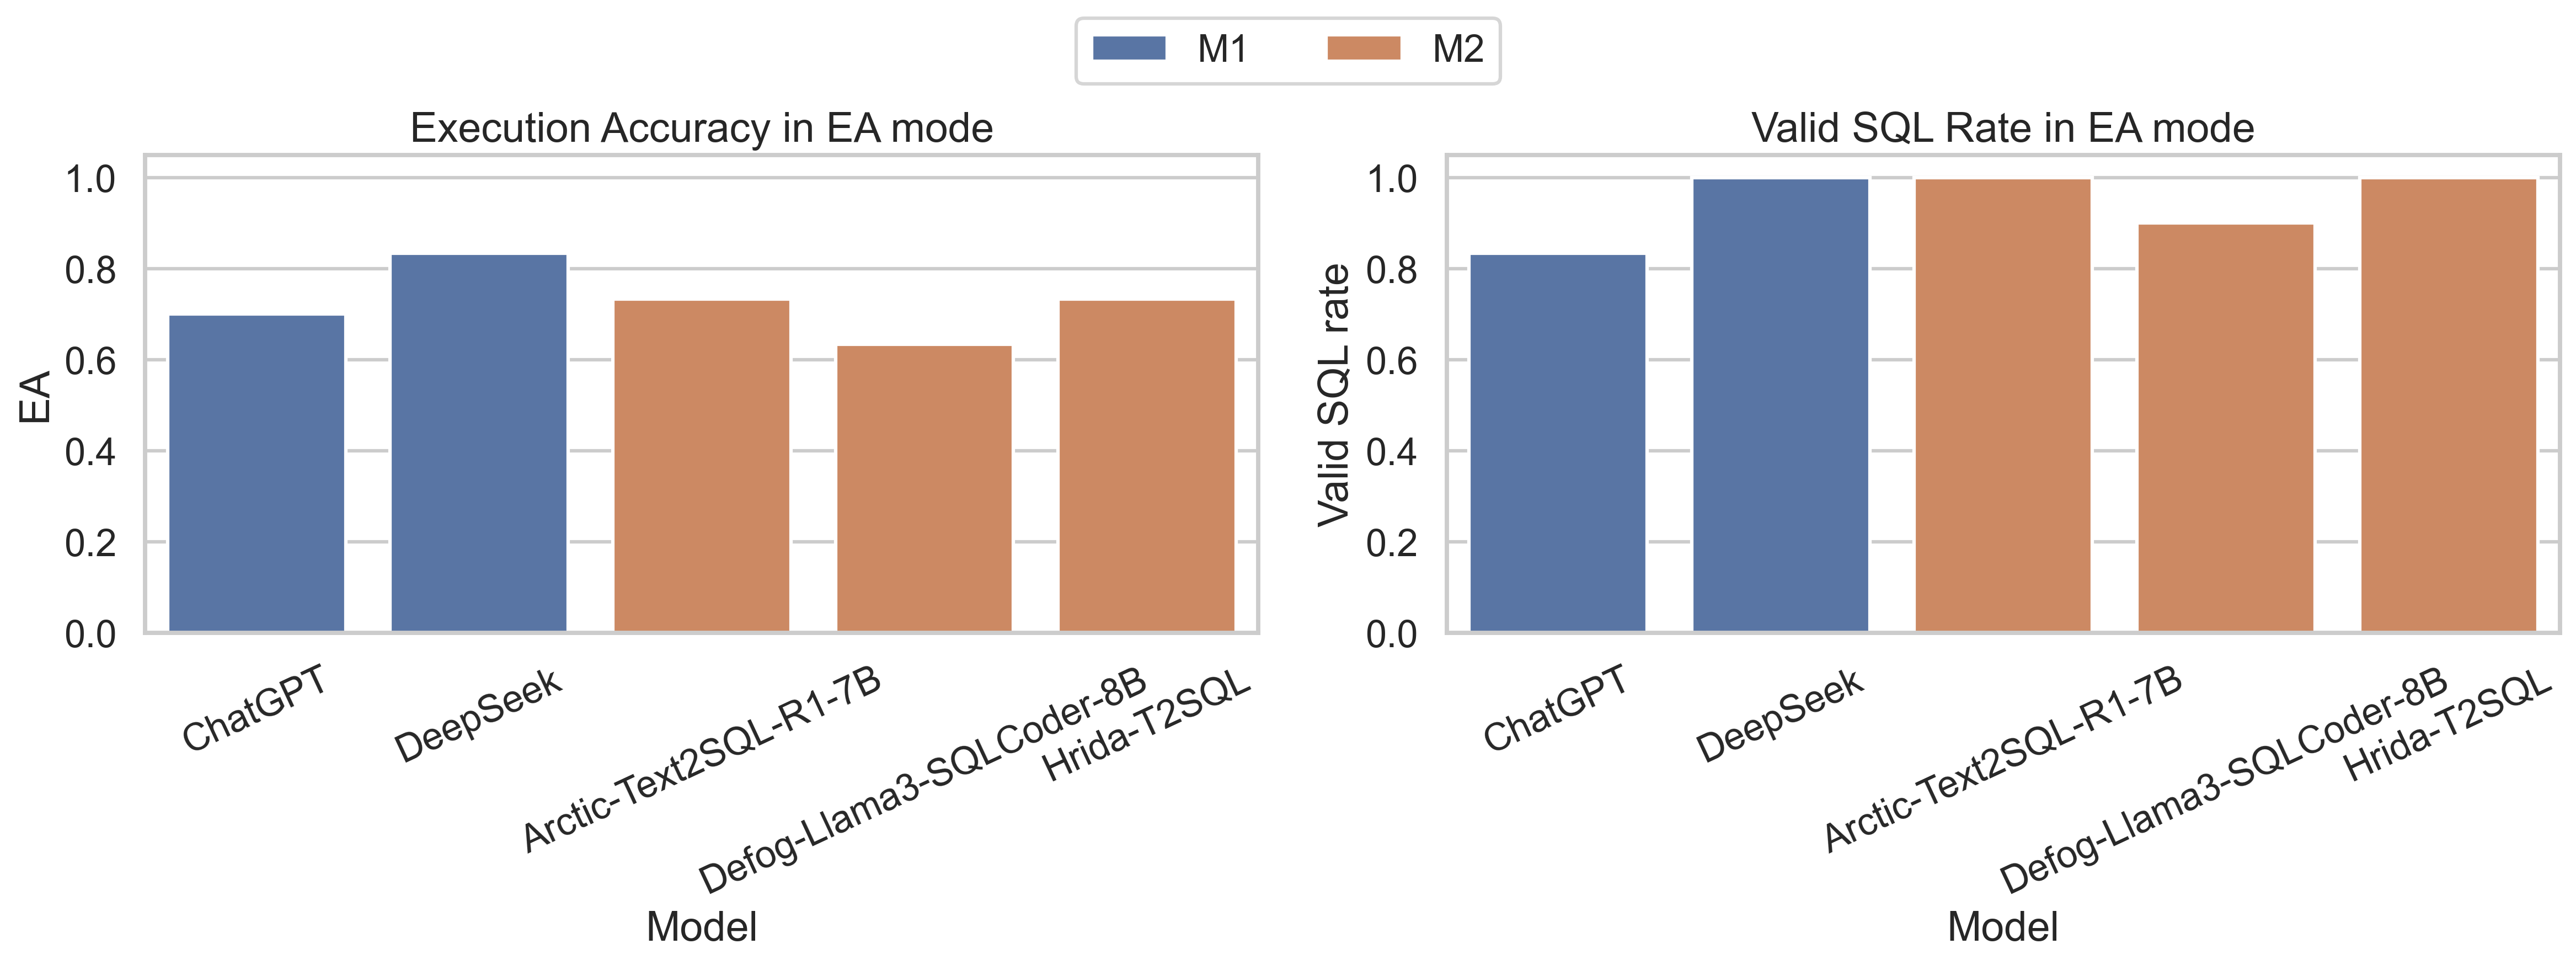 M1 M2
Execution Accuracy in EA mode
EA
1.0
0.8
0.6
0.4
0.2
0.0
ChatGPT
DeepSeek
Arctic-Text2SQL-R1-7B
Defog-Llama3-SQLCoder-8B
Hrida-T2SQL
Model
Valid SQL Rate in EA mode
Valid SQL rate
1.0
0.8
0.6
0.4
0.2
0.0
ChatGPT
DeepSeek
Arctic-Text2SQL-R1-7B
Defog-Llama3-SQLCoder-8B
Hrida-T2SQL
Model